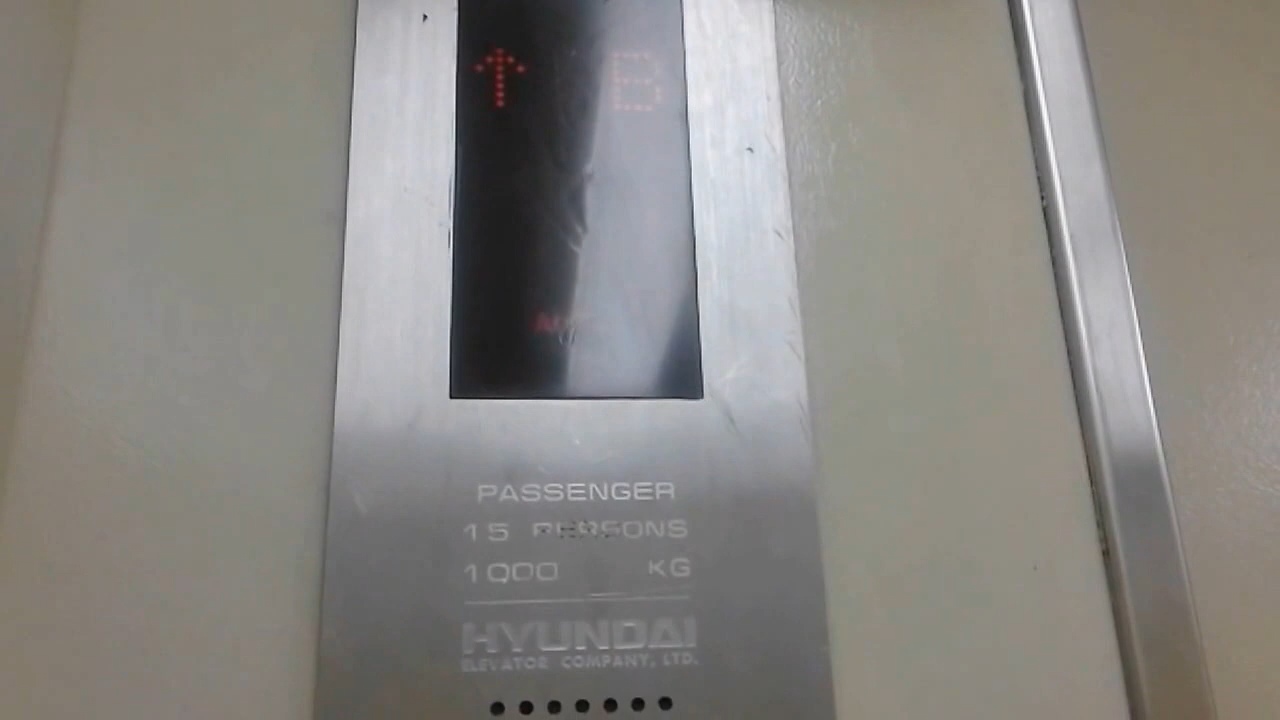 ↑ B
PASSENGER
15 PERSONS
1000 KG
HYUNDAI
ELEVATOR COMPANY, LTD.